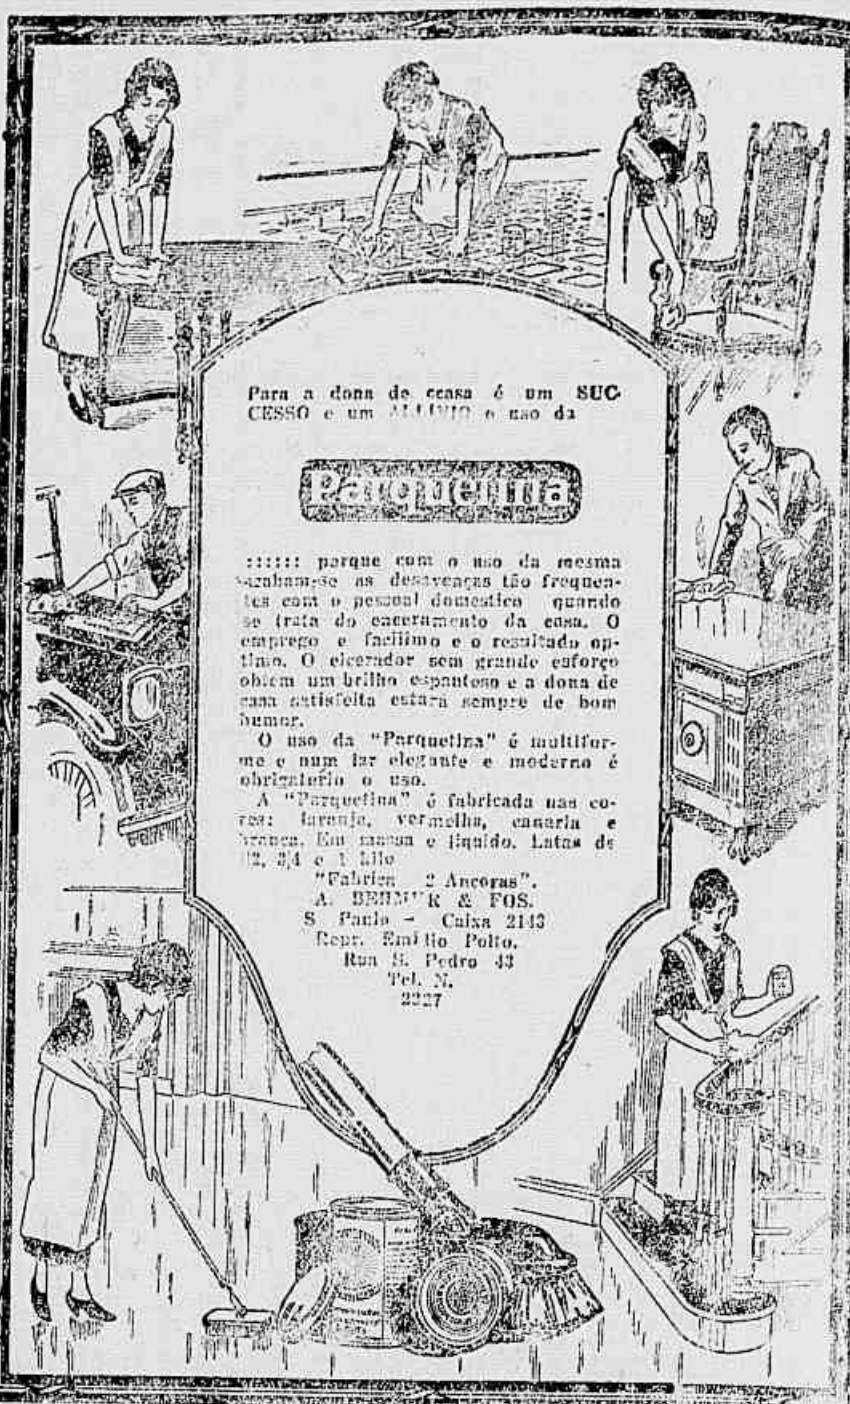 Para a dona de ccasa é um SUC-
CESSO e um ALLIVIO o uso da
Parquetina
:::::: porque com o uso da mesma
acabam-se as desavenças tão frequen-
tes com o pessoal domestico quando
se trata do enceramento da casa. O
emprego e facilimo e o resultado op-
timo. O encerador sem grande esforço
obtem um brilho espantoso e a dona de
casa satisfeita estara sempre de bom
humor.
O uso da "Parquetina" é multifor-
me e num lar elegante e moderno é
obrigatorio o uso.
A "Parquetina" é fabricada nas co-
res: laranja, vermelha, canaria e
branca. Em massa e liquido. Latas de
1|2, 3|4 e 1 kilo
"Fabrica 2 Ancoras".
A. & FOS.
S. Paulo - Caixa 2143
Repr. Emilio Polto.
Rua S. Pedro 43
Tel. N.
2327